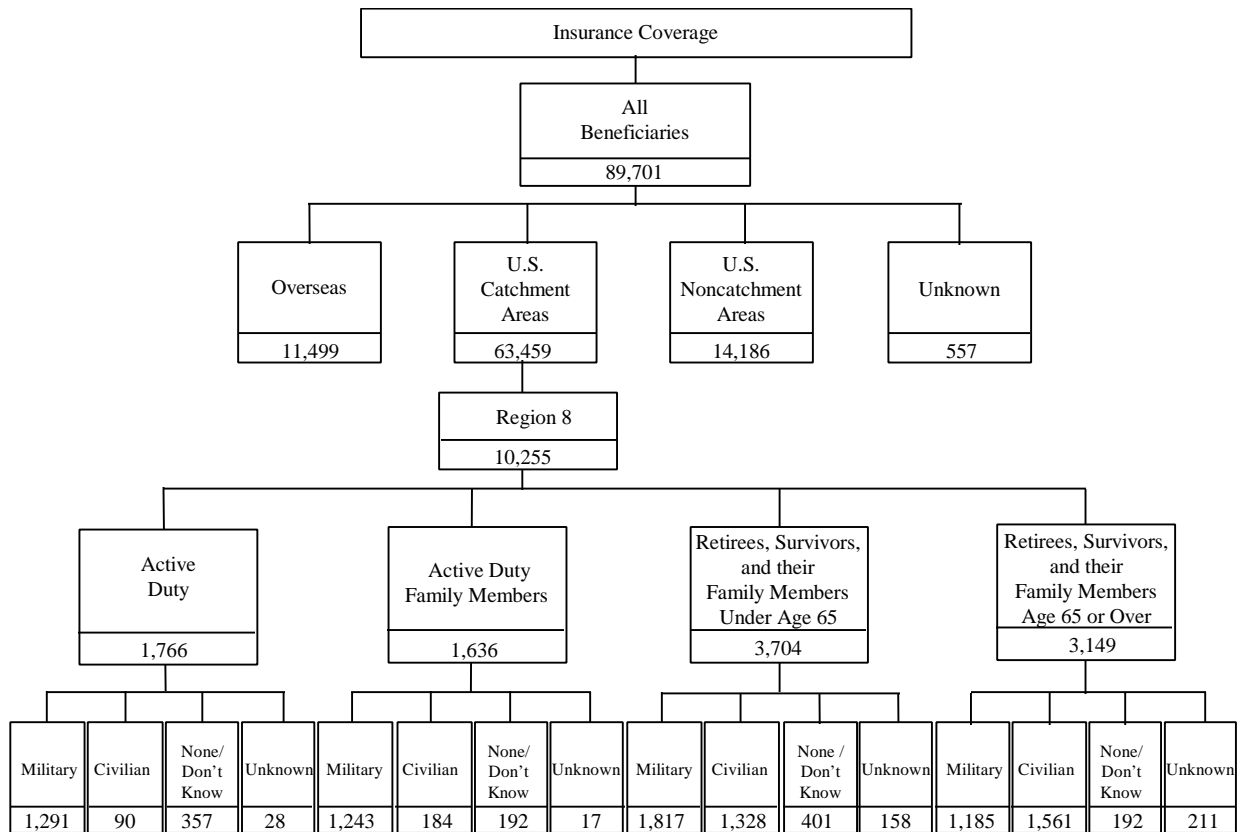 Insurance Coverage
All
Beneficiaries
89,701
Overseas
11,499
U.S.
Catchment
Areas
63,459
U.S.
Noncatchment
Areas
14,186
Unknown
557
Region 8
10,255
Active
Duty
1,766
Active Duty
Family Members
1,636
Retirees, Survivors,
and their
Family Members
Under Age 65
3,704
Retirees, Survivors,
and their
Family Members
Age 65 or Over
3,149
Military
1,291
Civilian
90
None/
Don't
Know
357
Unknown
28
Military
1,243
Civilian
184
None/
Don't
Know
192
Unknown
17
Military
1,817
Civilian
1,328
None /
Don't
Know
401
Unknown
158
Military
1,185
Civilian
1,561
None/
Don't
Know
192
Unknown
211